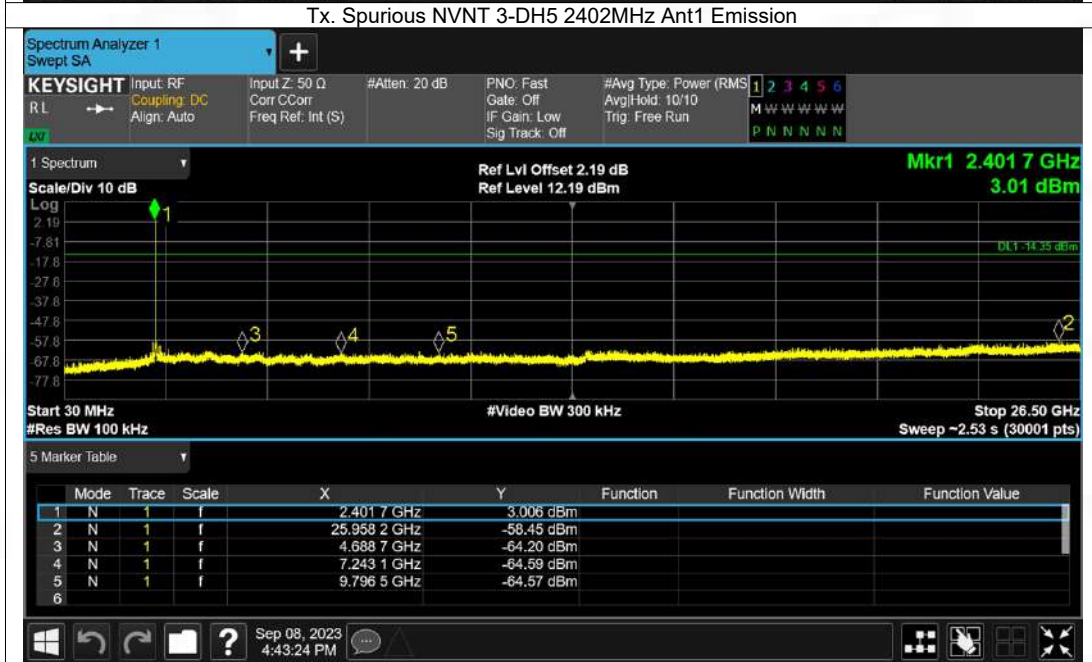 Tx. Spurious NVNT 3-DH5 2402MHz Ant1 Emission
Spectrum Analyzer 1
Swept SA
+
KEYSIGHT Input: RF Input Z: 50 Ω #Atten: 20 dB PNO: Fast #Avg Type: Power (RMS 1 2 3 4 5 6
RL Coupling: DC Corr CCorr Gate: Off Avg|Hold: 10/10 M W W W W W
Align: Auto Freq Ref: Int (S) IF Gain: Low Trig: Free Run
LXI Sig Track: Off P N N N N N
1 Spectrum Ref Lvl Offset 2.19 dB Mkr1 2.401 7 GHz
Scale/Div 10 dB Ref Level 12.19 dBm 3.01 dBm
Log
1
2.19
-7.81
DL1 -14.35 dBm
-17.8
-27.8
-37.8
-47.8
2
3 4 5
-57.8
-67.8
-77.8
Start 30 MHz #Video BW 300 kHz Stop 26.50 GHz
#Res BW 100 kHz Sweep ~2.53 s (30001 pts)
5 Marker Table
Mode Trace Scale X Y Function Function Width Function Value
1 N 1 f 2.401 7 GHz 3.006 dBm
2 N 1 f 25.958 2 GHz -58.45 dBm
3 N 1 f 4.688 7 GHz -64.20 dBm
4 N 1 f 7.243 1 GHz -64.59 dBm
5 N 1 f 9.796 5 GHz -64.57 dBm
6
? Sep 08, 2023
4:43:24 PM